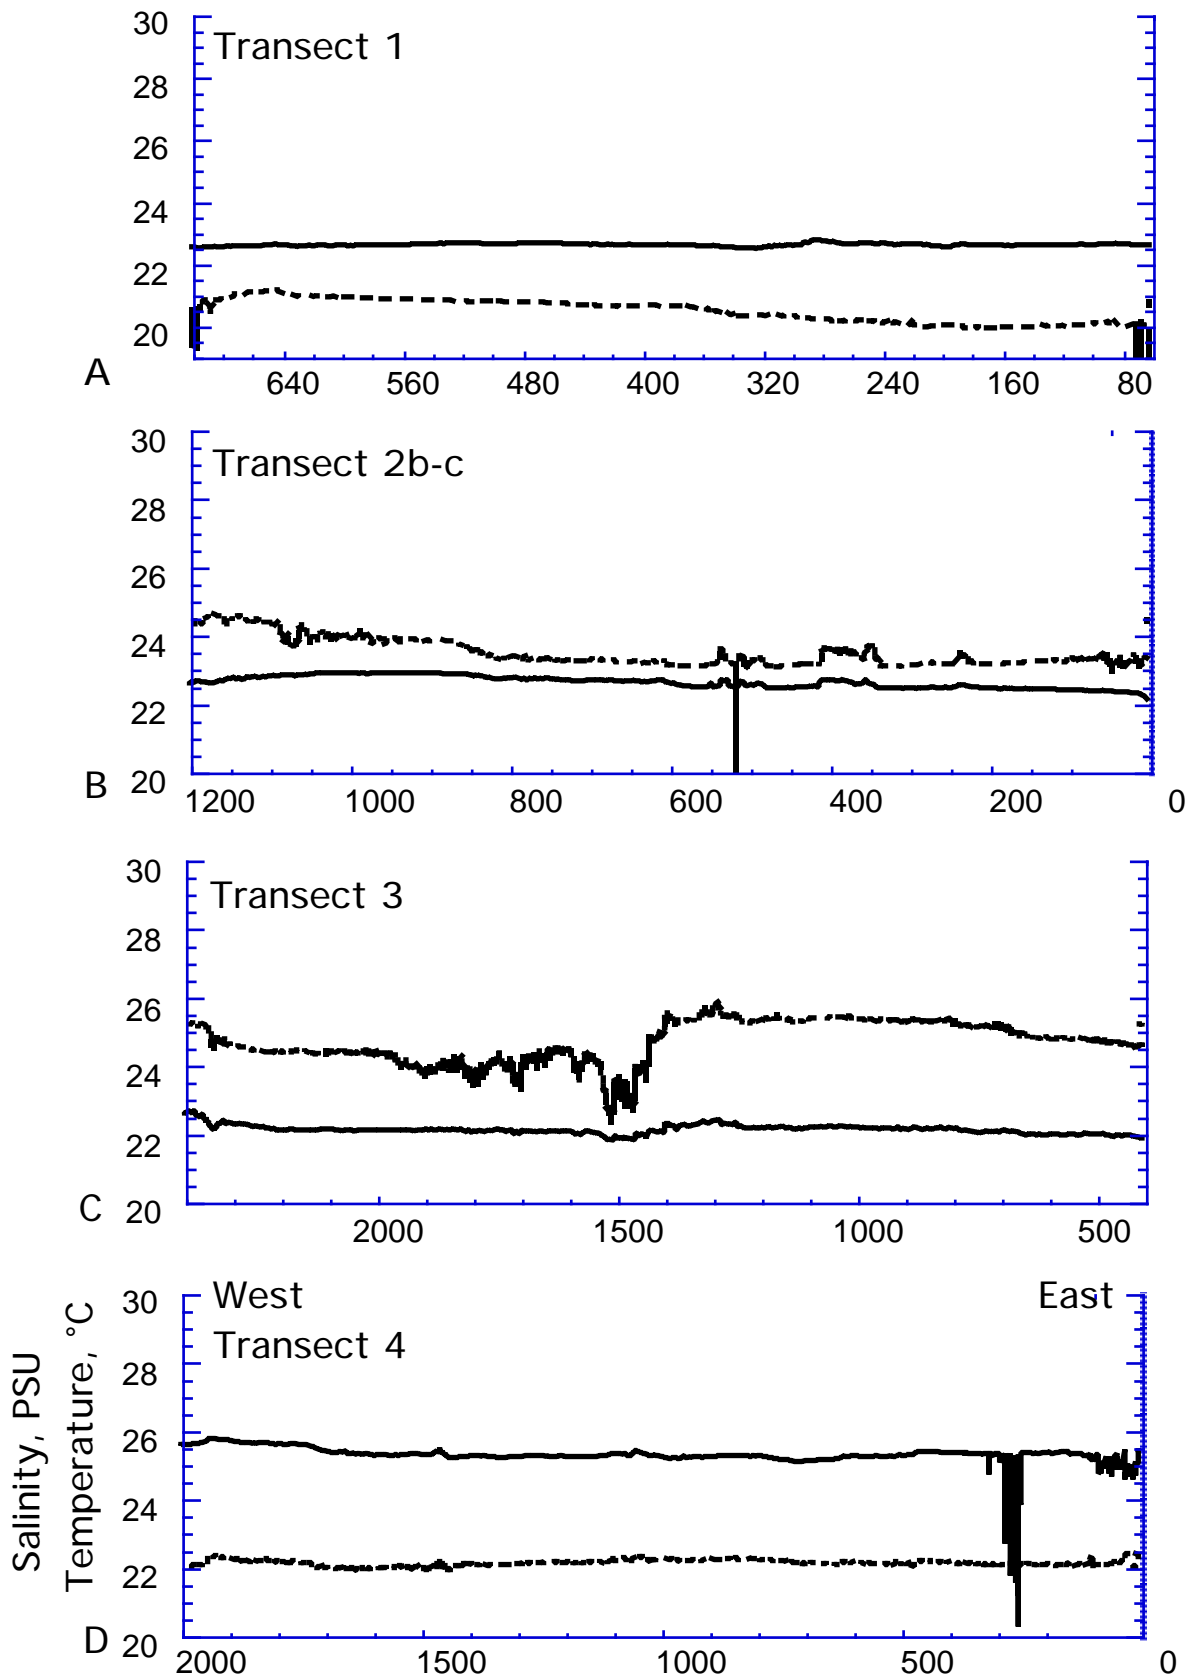 30
Transect 1
28
26
24
22
20
A
640 560 480 400 320 240 160 80
30
Transect 2b-c
28
26
24
22
B 20
1200 1000 800 600 400 200 0
30
Transect 3
28
26
24
22
C 20
2000 1500 1000 500
30 West East
Transect 4
28
26
24
22
D 20
2000 1500 1000 500 0
Salinity, PSU
Temperature, °C